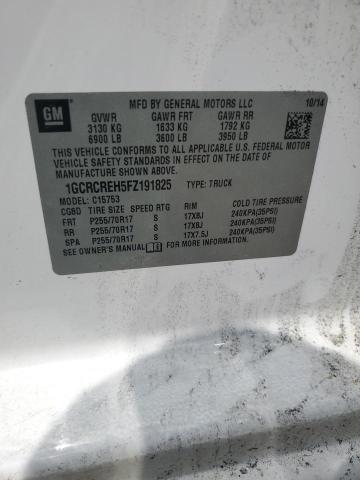 GM
MFD BY GENERAL MOTORS LLC 10/14
GVWR GAWR FRT GAWR RR
3130 KG 1633 KG 1792 KG
6900 LB 3600 LB 3950 LB
THIS VEHICLE CONFORMS TO ALL APPLICABLE U.S. FEDERAL MOTOR
VEHICLE SAFETY STANDARDS IN EFFECT ON THE DATE OF
MANUFACTURE SHOWN ABOVE.
1GCRCREH5FZ191825 TYPE: TRUCK
MODEL: C15753
CGBD TIRE SIZE SPEED RTG RIM COLD TIRE PRESSURE
FRT P255/70R17 S 17X8J 240KPA(35PSI)
RR P255/70R17 S 17X8J 240KPA(35PSI)
SPA P255/70R17 S 17X7.5J 240KPA(35PSI)
SEE OWNER'S MANUAL